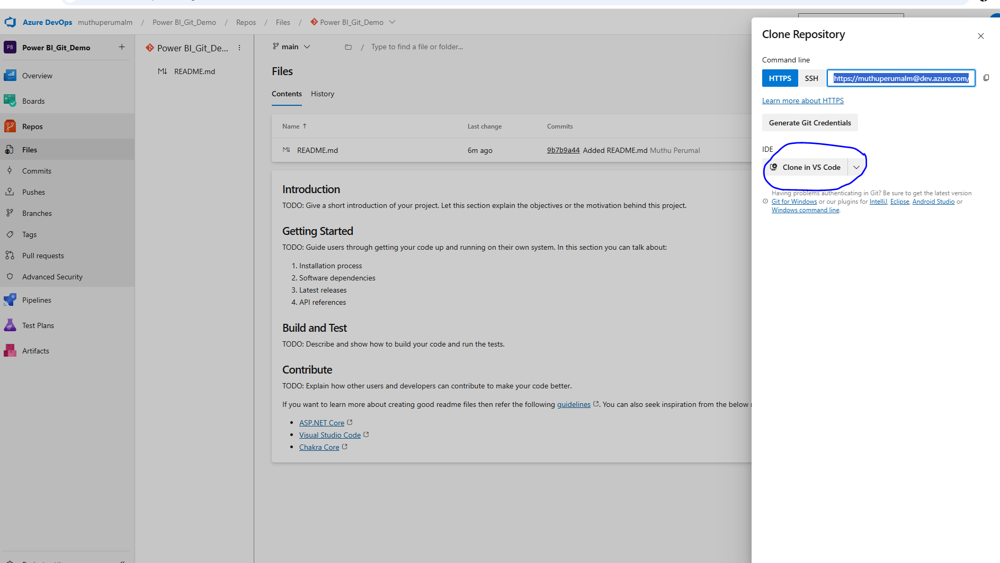 Azure DevOps muthuperumalm / Power BI_Git_Demo / Repos / Files / Power BI_Git_Demo
PB Power BI_Git_Demo +
Overview
Boards
Repos
Files
Commits
Pushes
Branches
Tags
Pull requests
Advanced Security
Pipelines
Test Plans
Artifacts
Power BI_Git_De...
README.md
main / Type to find a file or folder...
Files
Contents History
Name ↑ Last change Commits
README.md 6m ago 9b7b9a44 Added README.md Muthu Perumal
Introduction
TODO: Give a short introduction of your project. Let this section explain the objectives or the motivation behind this project.
Getting Started
TODO: Guide users through getting your code up and running on their own system. In this section you can talk about:
1. Installation process
2. Software dependencies
3. Latest releases
4. API references
Build and Test
TODO: Describe and show how to build your code and run the tests.
Contribute
TODO: Explain how other users and developers can contribute to make your code better.
If you want to learn more about creating good readme files then refer the following guidelines. You can also seek inspiration from the below
• ASP.NET Core
• Visual Studio Code
• Chakra Core
Clone Repository
Command line
HTTPS SSH https://muthuperumalm@dev.azure.com/
Learn more about HTTPS
Generate Git Credentials
IDE
Clone in VS Code
Having problems authenticating in Git? Be sure to get the latest version
Git for Windows or our plugins for IntelliJ, Eclipse, Android Studio or
Windows command line.